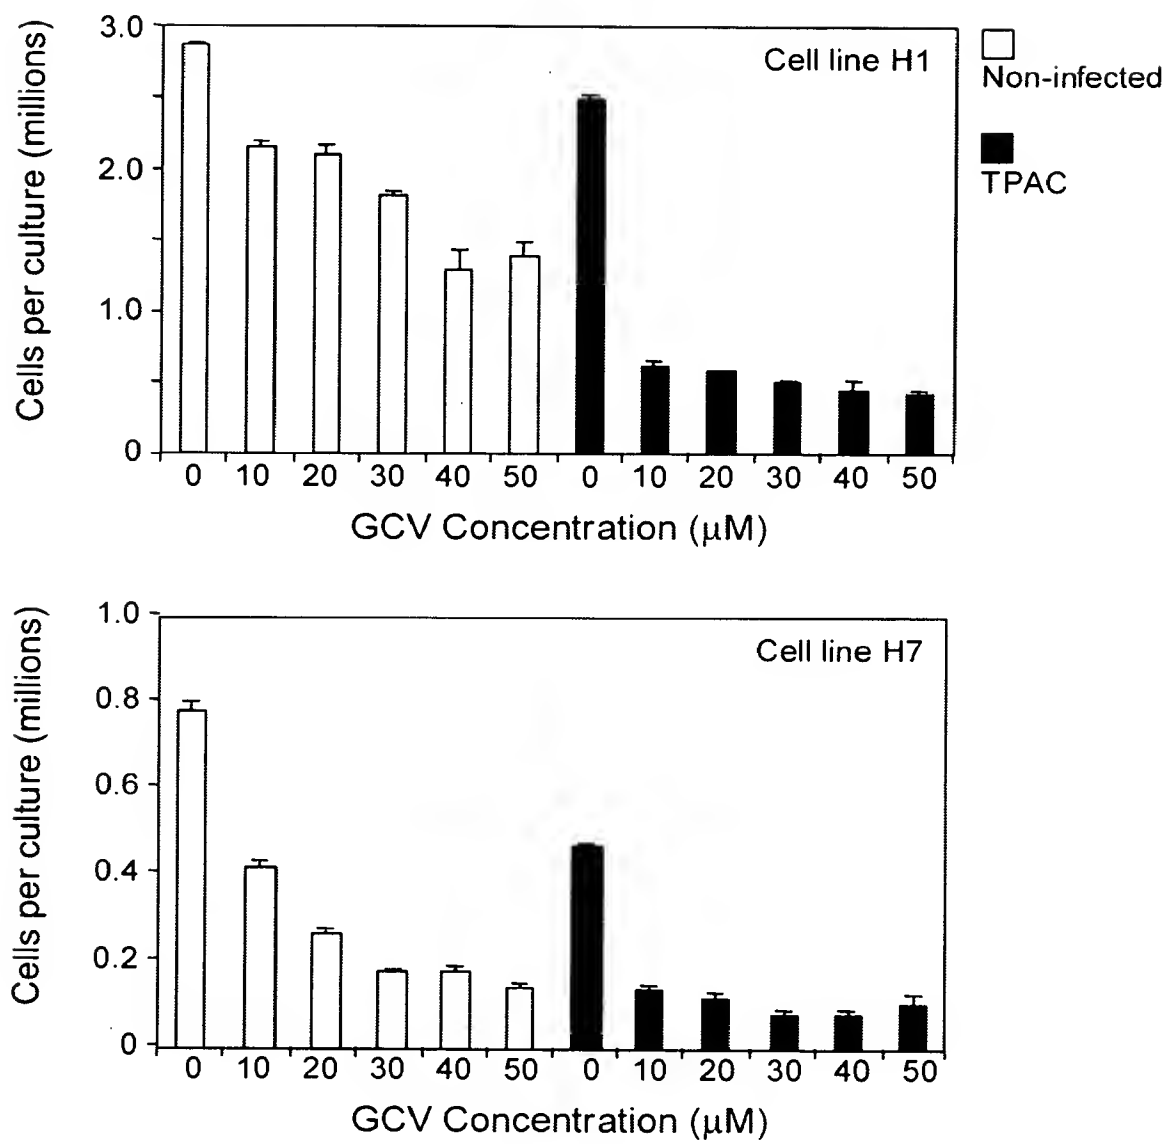 Cells per culture (millions)
3.0
2.0
1.0
0
Cell line H1
Non-infected
TPAC
0 10 20 30 40 50 0 10 20 30 40 50
GCV Concentration (μM)
Cells per culture (millions)
1.0
0.8
0.6
0.4
0.2
0
Cell line H7
0 10 20 30 40 50 0 10 20 30 40 50
GCV Concentration (μM)